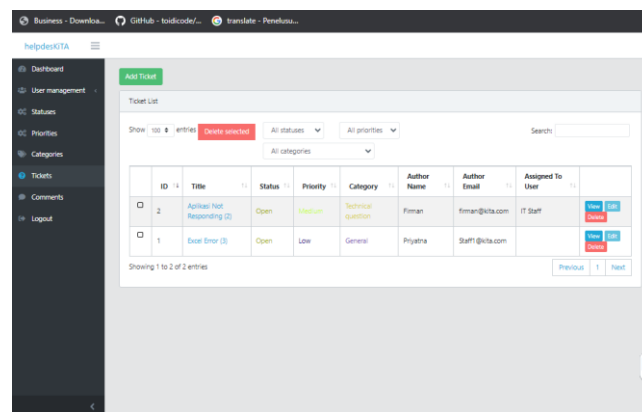 Business - Downloa... GitHub - toidicode/... translate - Penelusu...
helpdesKiTA
Dashboard
User management
Statuses
Priorities
Categories
Tickets
Comments
Logout
Add Ticket
Ticket List
Show 100 entries Delete selected All statuses All priorities Search:
All categories
ID Title Status Priority Category Author Name Author Email Assigned To User
2 Aplikasi Not Responding (2) Open Medium Technical question Firman firman@kita.com IT Staff View Edit Delete
1 Excel Error (3) Open Low General Priyatna Staff1@kita.com View Edit Delete
Showing 1 to 2 of 2 entries Previous 1 Next